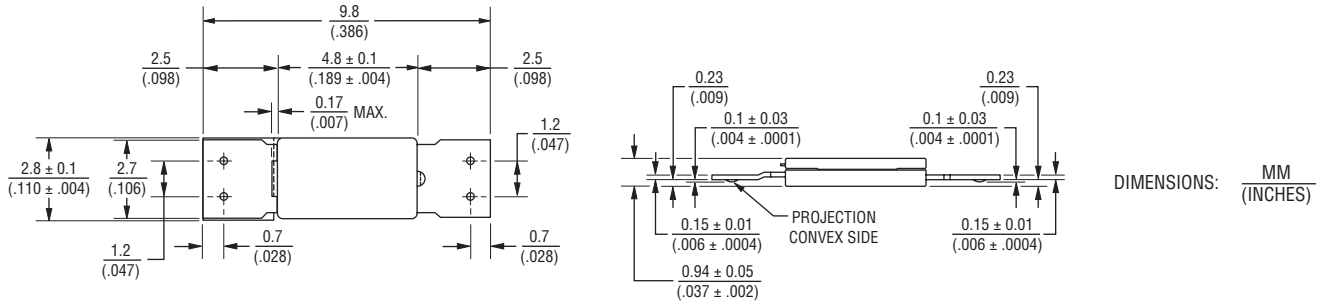 9.8
(.386)
2.5
(.098)
4.8 ± 0.1
(.189 ± .004)
2.5
(.098)
0.17
(.007)
MAX.
1.2
(.047)
2.8 ± 0.1
(.110 ± .004)
2.7
(.106)
1.2
(.047)
0.7
(.028)
0.7
(.028)
0.23
(.009)
0.23
(.009)
0.1 ± 0.03
(.004 ± .0001)
0.1 ± 0.03
(.004 ± .0001)
0.15 ± 0.01
(.006 ± .0004)
PROJECTION
CONVEX SIDE
0.15 ± 0.01
(.006 ± .0004)
0.94 ± 0.05
(.037 ± .002)
DIMENSIONS:
MM
(INCHES)